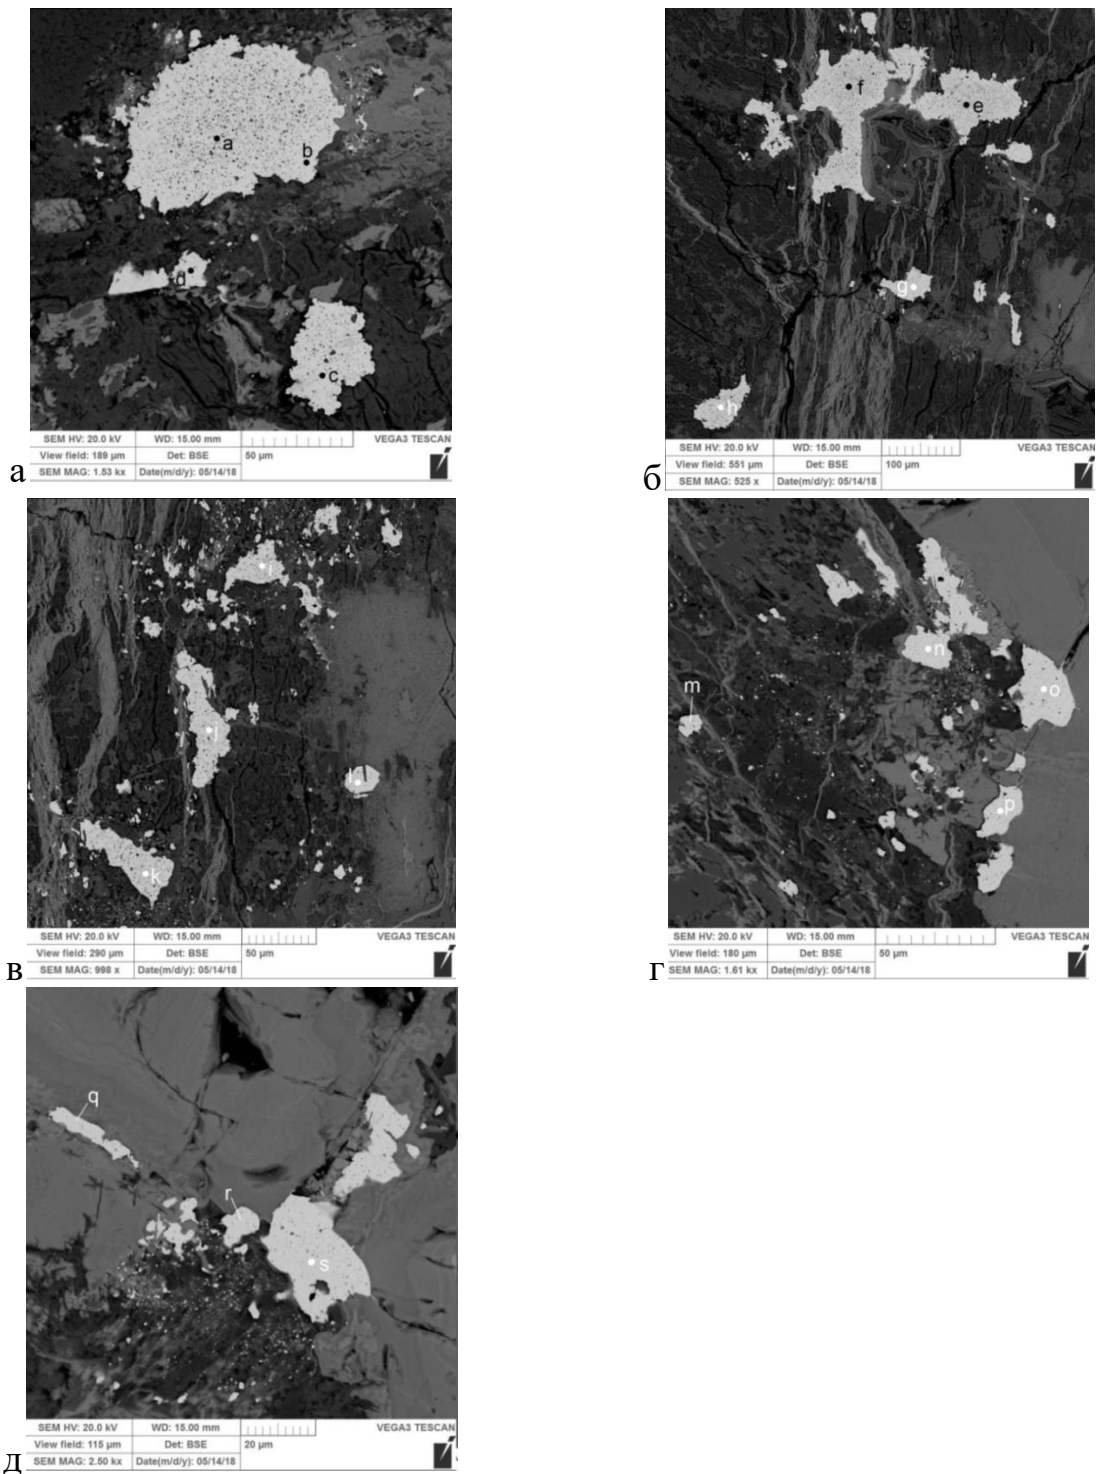 a
b
d
c
SEM HV: 20.0 kV WD: 15.00 mm VEGA3 TESCAN
View field: 189 µm Det: BSE 50 µm
SEM MAG: 1.53 kx Date(m/d/y): 05/14/18
а
f
e
g
h
SEM HV: 20.0 kV WD: 15.00 mm VEGA3 TESCAN
View field: 551 µm Det: BSE 100 µm
SEM MAG: 525 x Date(m/d/y): 05/14/18
б
i
j
l
k
SEM HV: 20.0 kV WD: 15.00 mm VEGA3 TESCAN
View field: 290 µm Det: BSE 50 µm
SEM MAG: 998 x Date(m/d/y): 05/14/18
в
n
m
o
p
SEM HV: 20.0 kV WD: 15.00 mm VEGA3 TESCAN
View field: 180 µm Det: BSE 50 µm
SEM MAG: 1.61 kx Date(m/d/y): 05/14/18
г
q
r
s
SEM HV: 20.0 kV WD: 15.00 mm VEGA3 TESCAN
View field: 115 µm Det: BSE 20 µm
SEM MAG: 2.50 kx Date(m/d/y): 05/14/18
д